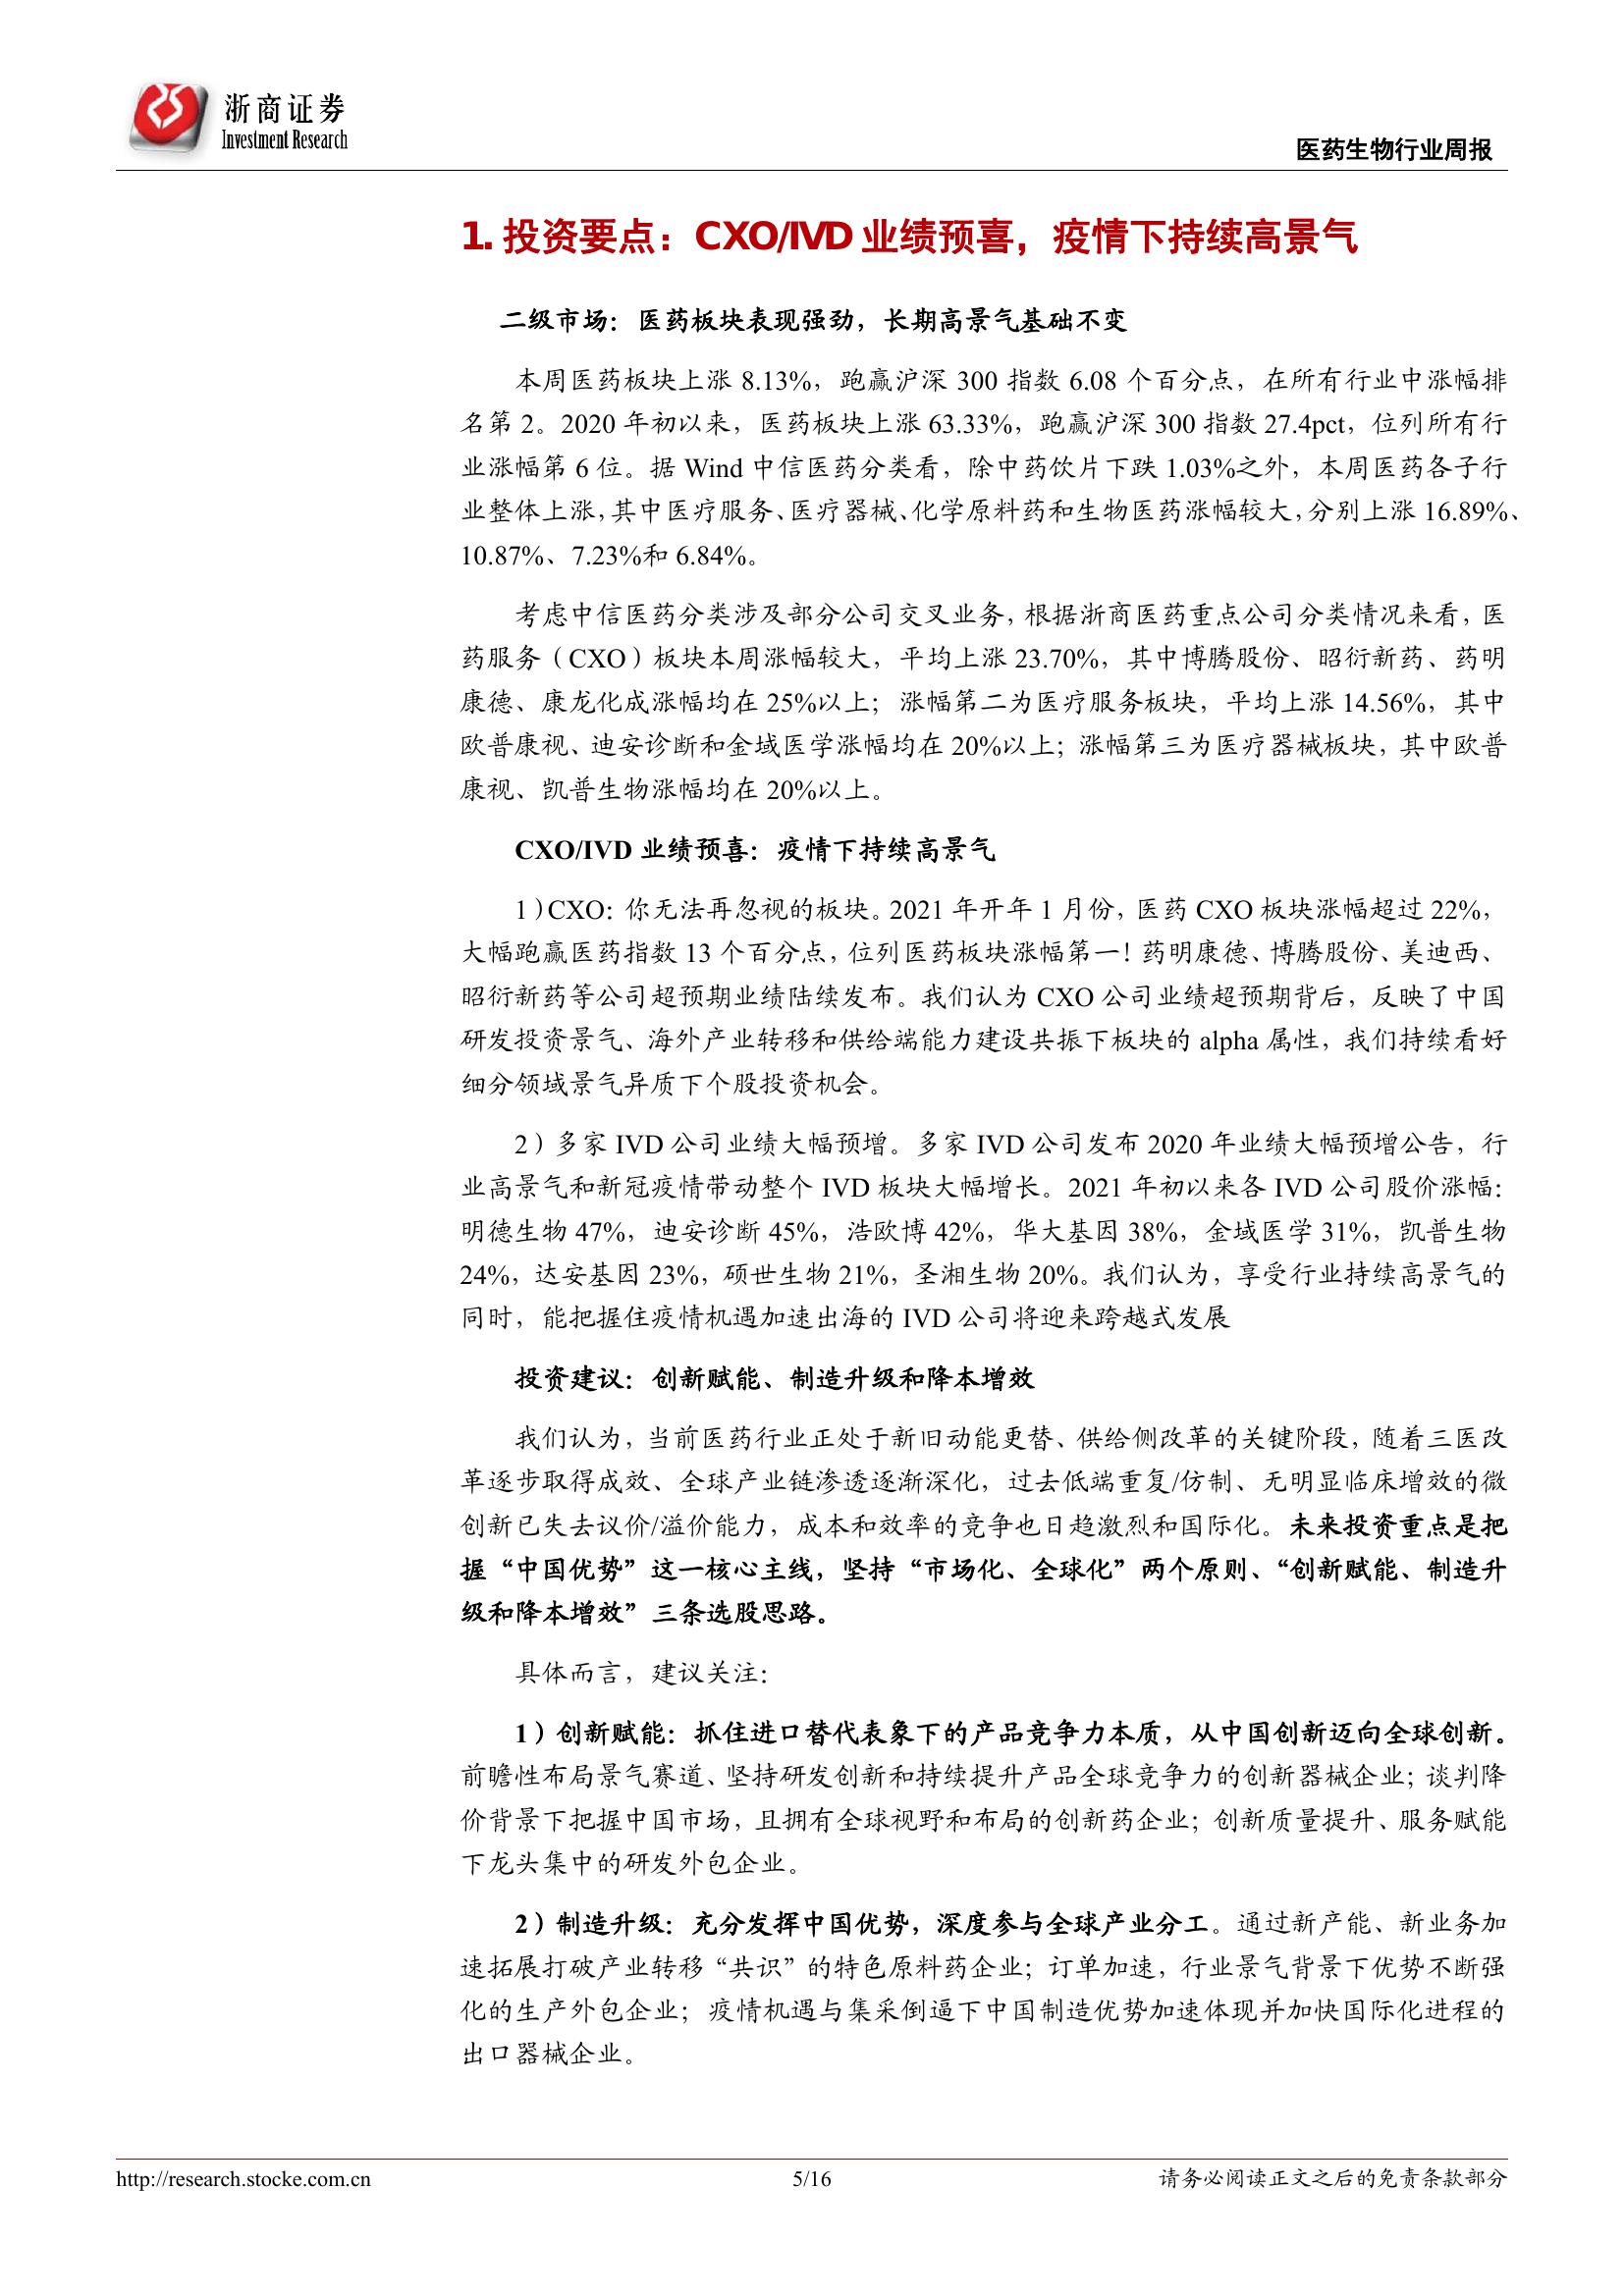 浙商证券
Investment Research
医药生物行业周报
1. 投资要点：CXO/IVD 业绩预喜，疫情下持续高景气
二级市场：医药板块表现强劲，长期高景气基础不变
本周医药板块上涨 8.13%，跑赢沪深 300 指数 6.08 个百分点，在所有行业中涨幅排
名第 2。2020 年初以来，医药板块上涨 63.33%，跑赢沪深 300 指数 27.4pct，位列所有行
业涨幅第 6 位。据 Wind 中信医药分类看，除中药饮片下跌 1.03%之外，本周医药各子行
业整体上涨，其中医疗服务、医疗器械、化学原料药和生物医药涨幅较大，分别上涨 16.89%、
10.87%、7.23%和 6.84%。
考虑中信医药分类涉及部分公司交叉业务，根据浙商医药重点公司分类情况来看，医
药服务（CXO）板块本周涨幅较大，平均上涨 23.70%，其中博腾股份、昭衍新药、药明
康德、康龙化成涨幅均在 25%以上；涨幅第二为医疗服务板块，平均上涨 14.56%，其中
欧普康视、迪安诊断和金域医学涨幅均在 20%以上；涨幅第三为医疗器械板块，其中欧普
康视、凯普生物涨幅均在 20%以上。
CXO/IVD 业绩预喜：疫情下持续高景气
1）CXO：你无法再忽视的板块。2021 年开年 1 月份，医药 CXO 板块涨幅超过 22%，
大幅跑赢医药指数 13 个百分点，位列医药板块涨幅第一！药明康德、博腾股份、美迪西、
昭衍新药等公司超预期业绩陆续发布。我们认为 CXO 公司业绩超预期背后，反映了中国
研发投资景气、海外产业转移和供给端能力建设共振下板块的 alpha 属性，我们持续看好
细分领域景气异质下个股投资机会。
2）多家 IVD 公司业绩大幅预增。多家 IVD 公司发布 2020 年业绩大幅预增公告，行
业高景气和新冠疫情带动整个 IVD 板块大幅增长。2021 年初以来各 IVD 公司股价涨幅：
明德生物 47%，迪安诊断 45%，浩欧博 42%，华大基因 38%，金域医学 31%，凯普生物
24%，达安基因 23%，硕世生物 21%，圣湘生物 20%。我们认为，享受行业持续高景气的
同时，能把握住疫情机遇加速出海的 IVD 公司将迎来跨越式发展
投资建议：创新赋能、制造升级和降本增效
我们认为，当前医药行业正处于新旧动能更替、供给侧改革的关键阶段，随着三医改
革逐步取得成效、全球产业链渗透逐渐深化，过去低端重复/仿制、无明显临床增效的微
创新已失去议价/溢价能力，成本和效率的竞争也日趋激烈和国际化。未来投资重点是把
握“中国优势”这一核心主线，坚持“市场化、全球化”两个原则、“创新赋能、制造升
级和降本增效”三条选股思路。
具体而言，建议关注：
1）创新赋能：抓住进口替代表象下的产品竞争力本质，从中国创新迈向全球创新。
前瞻性布局景气赛道、坚持研发创新和持续提升产品全球竞争力的创新器械企业；谈判降
价背景下把握中国市场，且拥有全球视野和布局的创新药企业；创新质量提升、服务赋能
下龙头集中的研发外包企业。
2）制造升级：充分发挥中国优势，深度参与全球产业分工。通过新产能、新业务加
速拓展打破产业转移“共识”的特色原料药企业；订单加速，行业景气背景下优势不断强
化的生产外包企业；疫情机遇与集采倒逼下中国制造优势加速体现并加快国际化进程的
出口器械企业。
http://research.stocke.com.cn
5/16
请务必阅读正文之后的免责条款部分